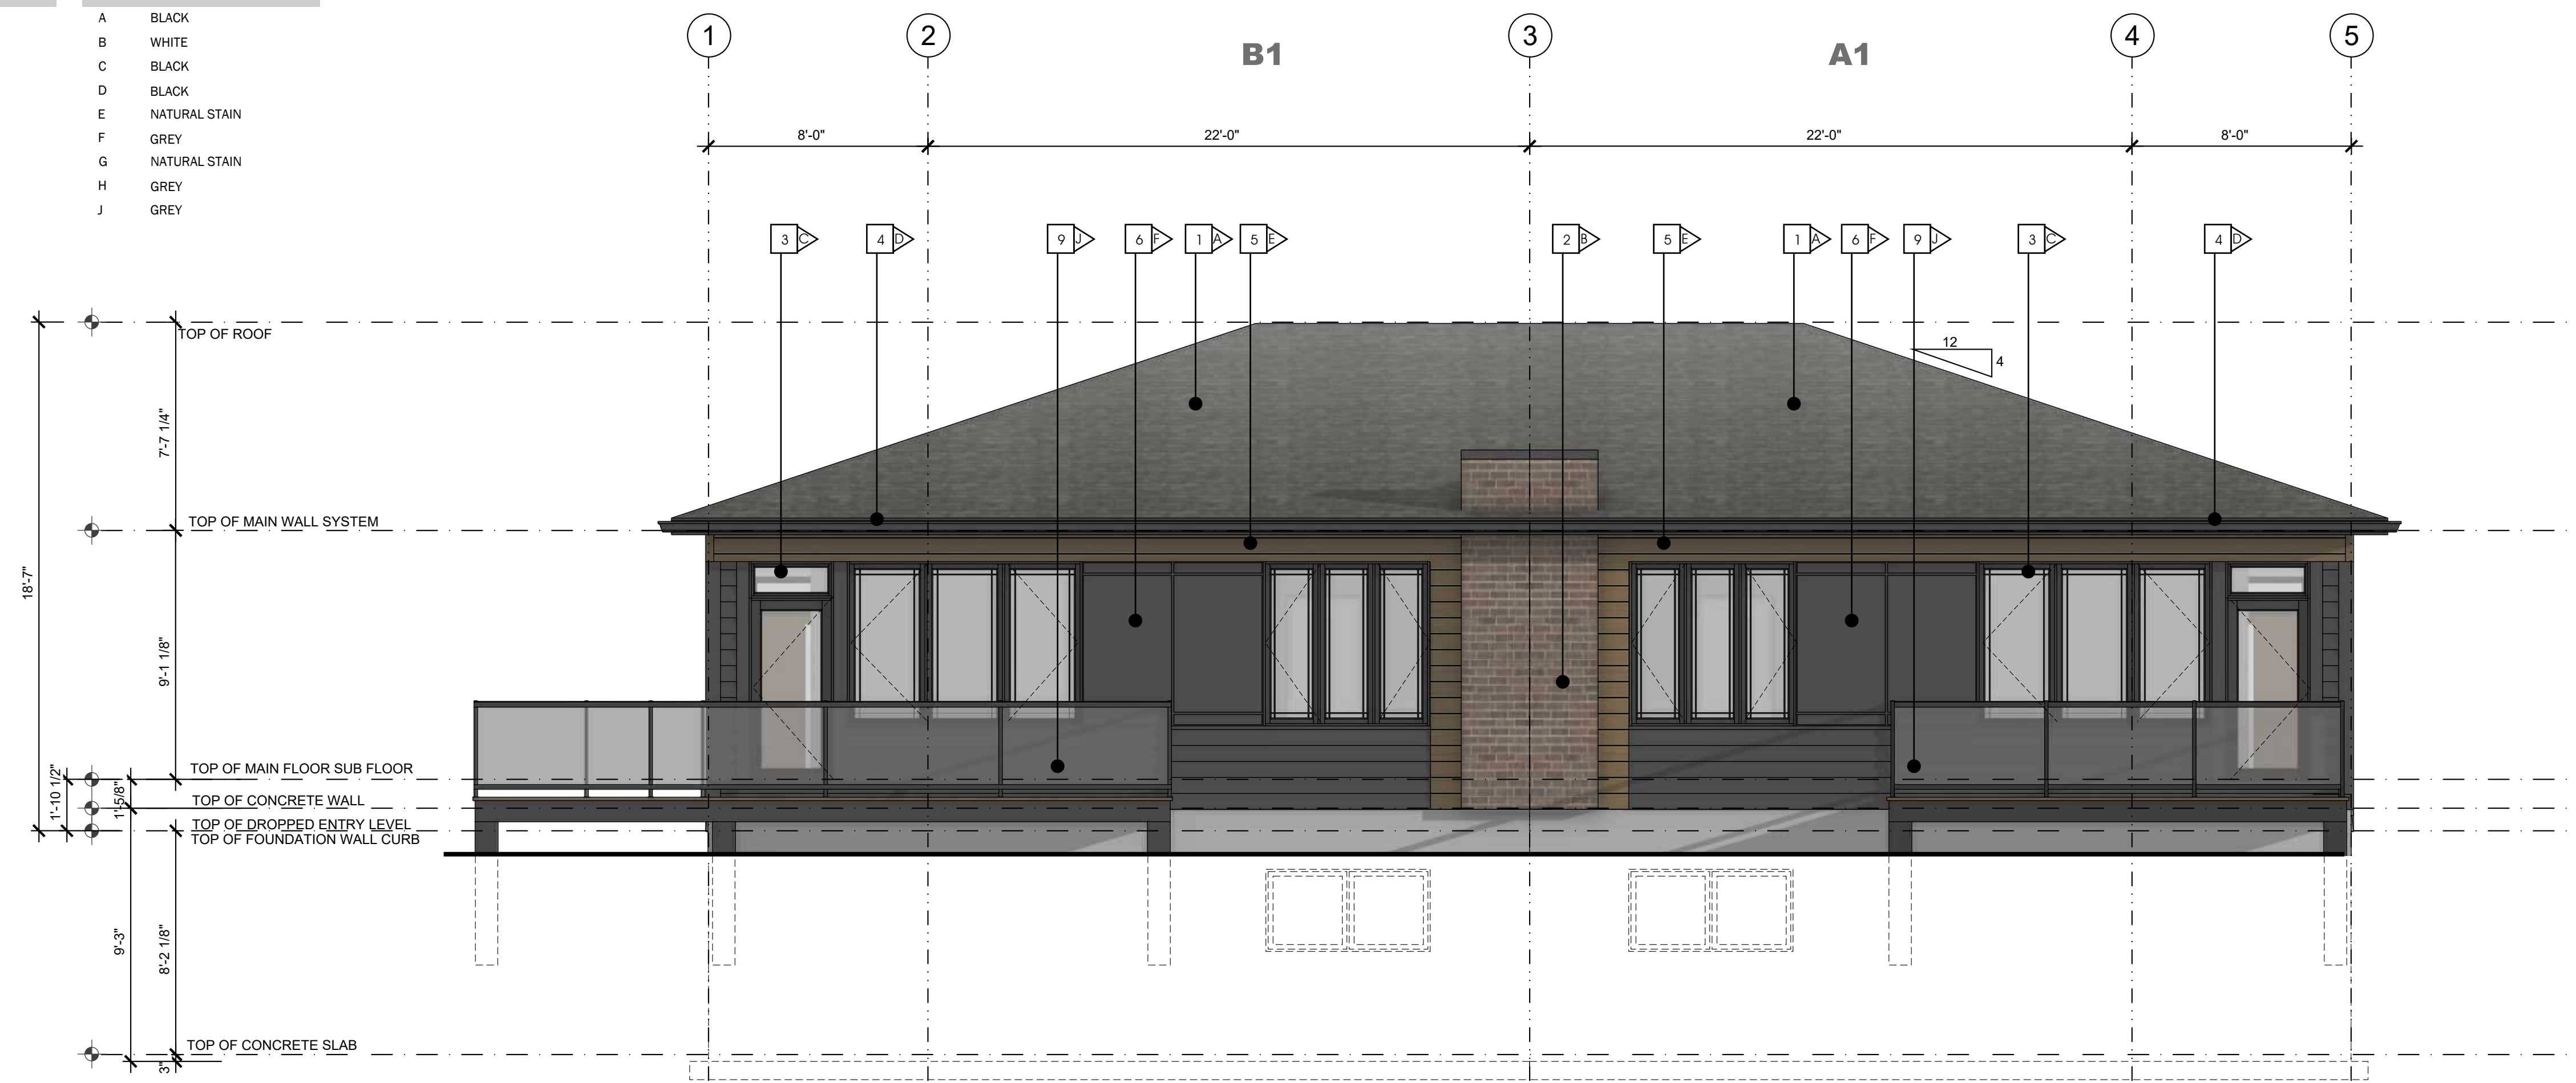 A BLACK
B WHITE
C BLACK
D BLACK
E NATURAL STAIN
F GREY
G NATURAL STAIN
H GREY
J GREY
1 2 B1 3 A1 4 5
8'-0" 22'-0" 22'-0" 8'-0"
3 C 4 D 9 J 6 F 1 A 5 E 2 B 5 E 1 A 6 F 9 J 3 C 4 D
TOP OF ROOF
12
4
7'-7 1/4"
TOP OF MAIN WALL SYSTEM
18'-7"
9'-1 1/8"
TOP OF MAIN FLOOR SUB FLOOR
1'-10 1/2"
1'-5/8"
TOP OF CONCRETE WALL
TOP OF DROPPED ENTRY LEVEL
TOP OF FOUNDATION WALL CURB
9'-3"
8'-2 1/8"
TOP OF CONCRETE SLAB
3"